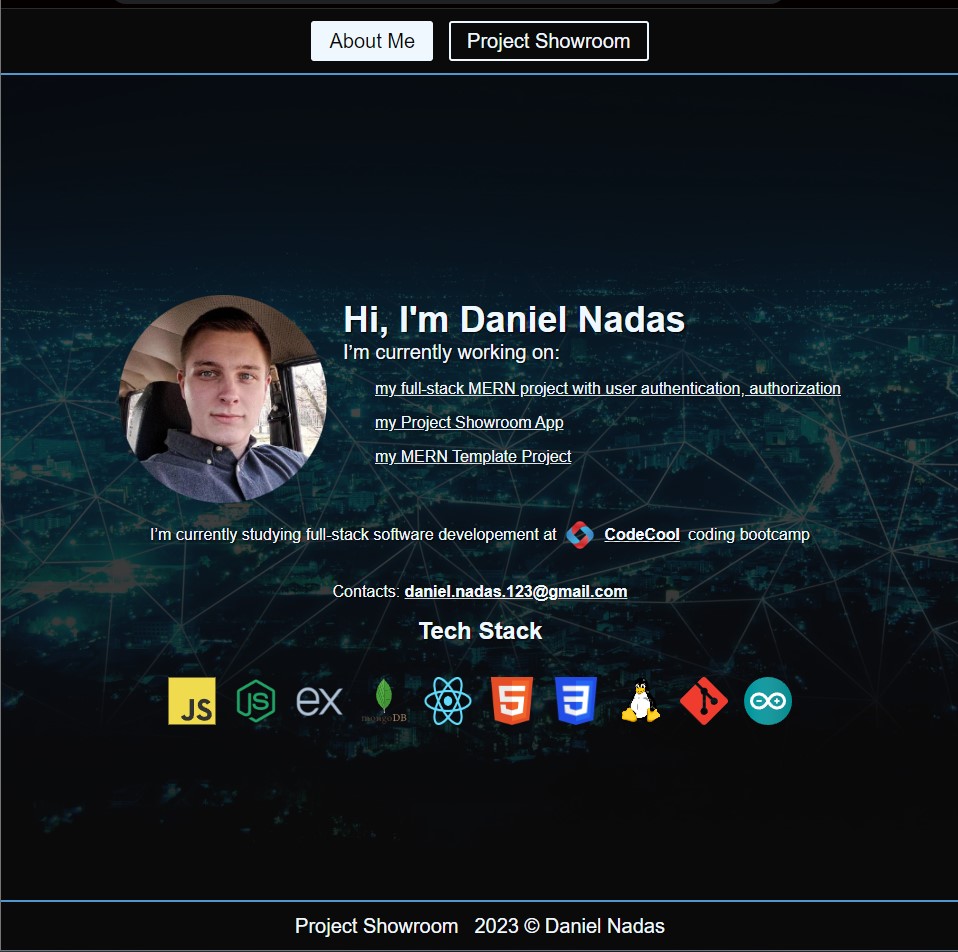 About Me Project Showroom
Hi, I'm Daniel Nadas
I’m currently working on:
my full-stack MERN project with user authentication, authorization
my Project Showroom App
my MERN Template Project
I’m currently studying full-stack software developement at CodeCool coding bootcamp
Contacts: daniel.nadas.123@gmail.com
Tech Stack
JS JS ex mongoDB 5 3
Project Showroom 2023 © Daniel Nadas